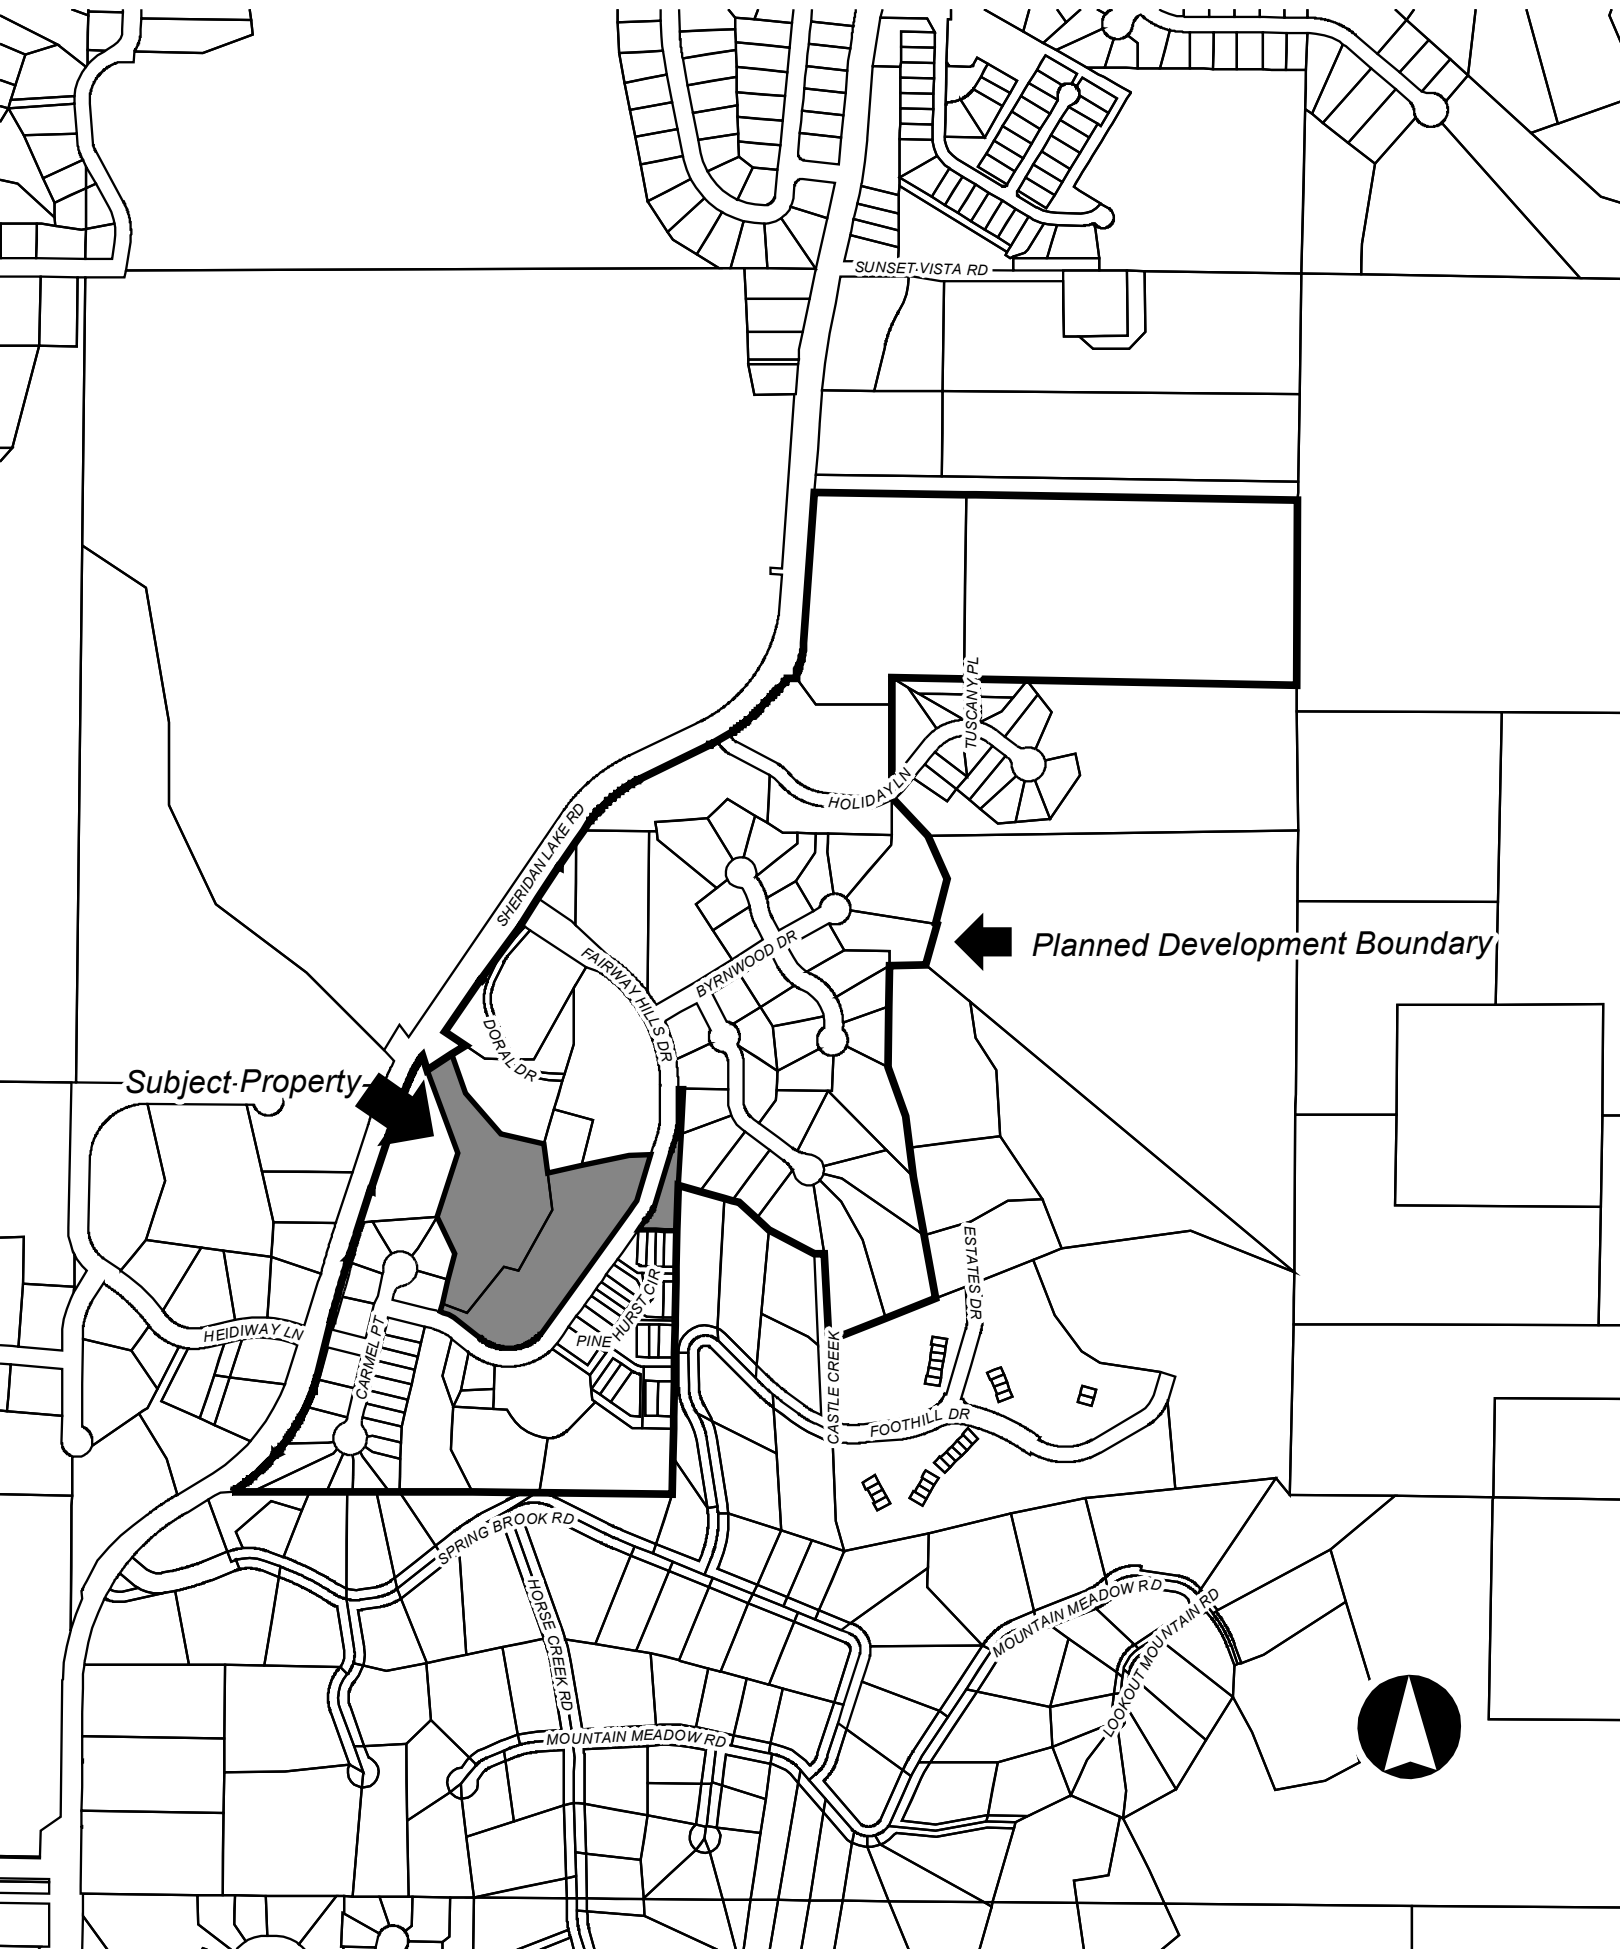 SUNSET VISTA RD
TUSCANY PL
HOLIDAY LN
SHERIDAN LAKE RD
BYRNWOOD DR
FAIRWAY HILLS DR
Planned Development Boundary
DORAL DR
Subject Property
ESTATES DR
HEIDIWAY LN
CARMEL PT
PINEHURST CIR
CASTLE CREEK
FOOTHILL DR
SPRING BROOK RD
HORSE CREEK RD
MOUNTAIN MEADOW RD
LOOKOUT MOUNTAIN RD
MOUNTAIN MEADOW RD